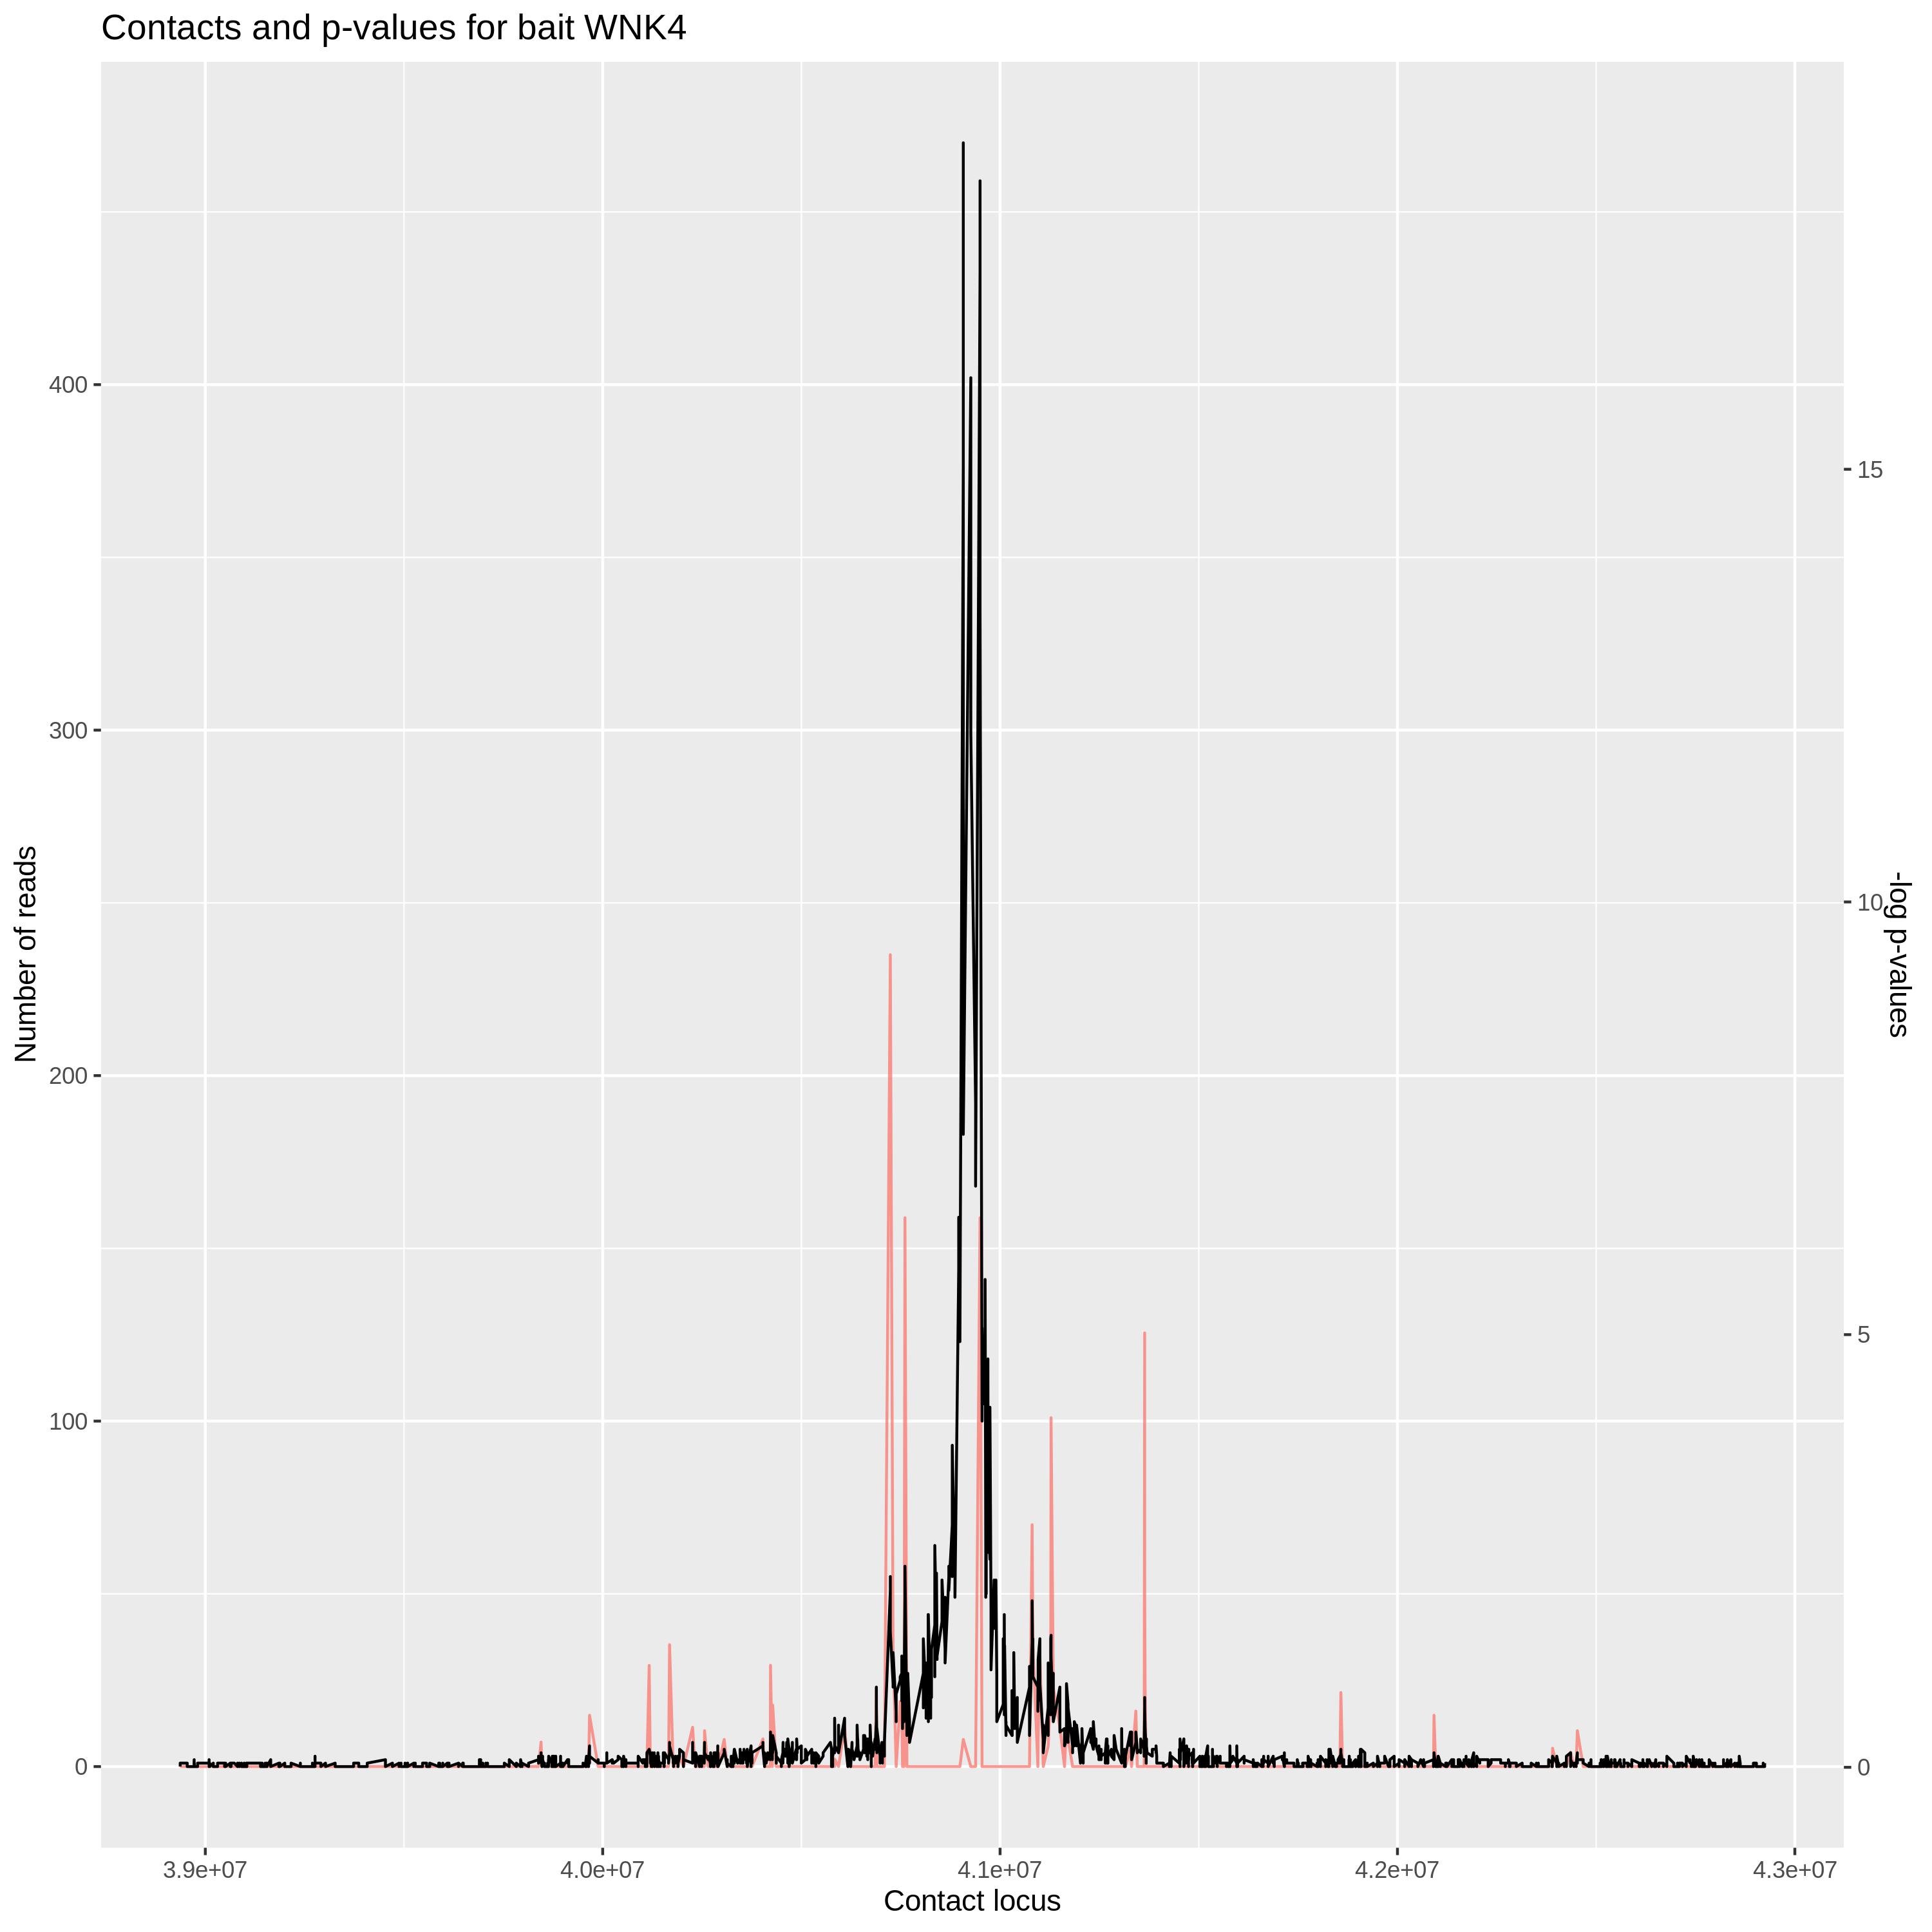 Contacts and p-values for bait WNK4
400
300
200
100
0
Number of reads
15
10
5
0
-log p-values
3.9e+07
4.0e+07
4.1e+07
4.2e+07
4.3e+07
Contact locus